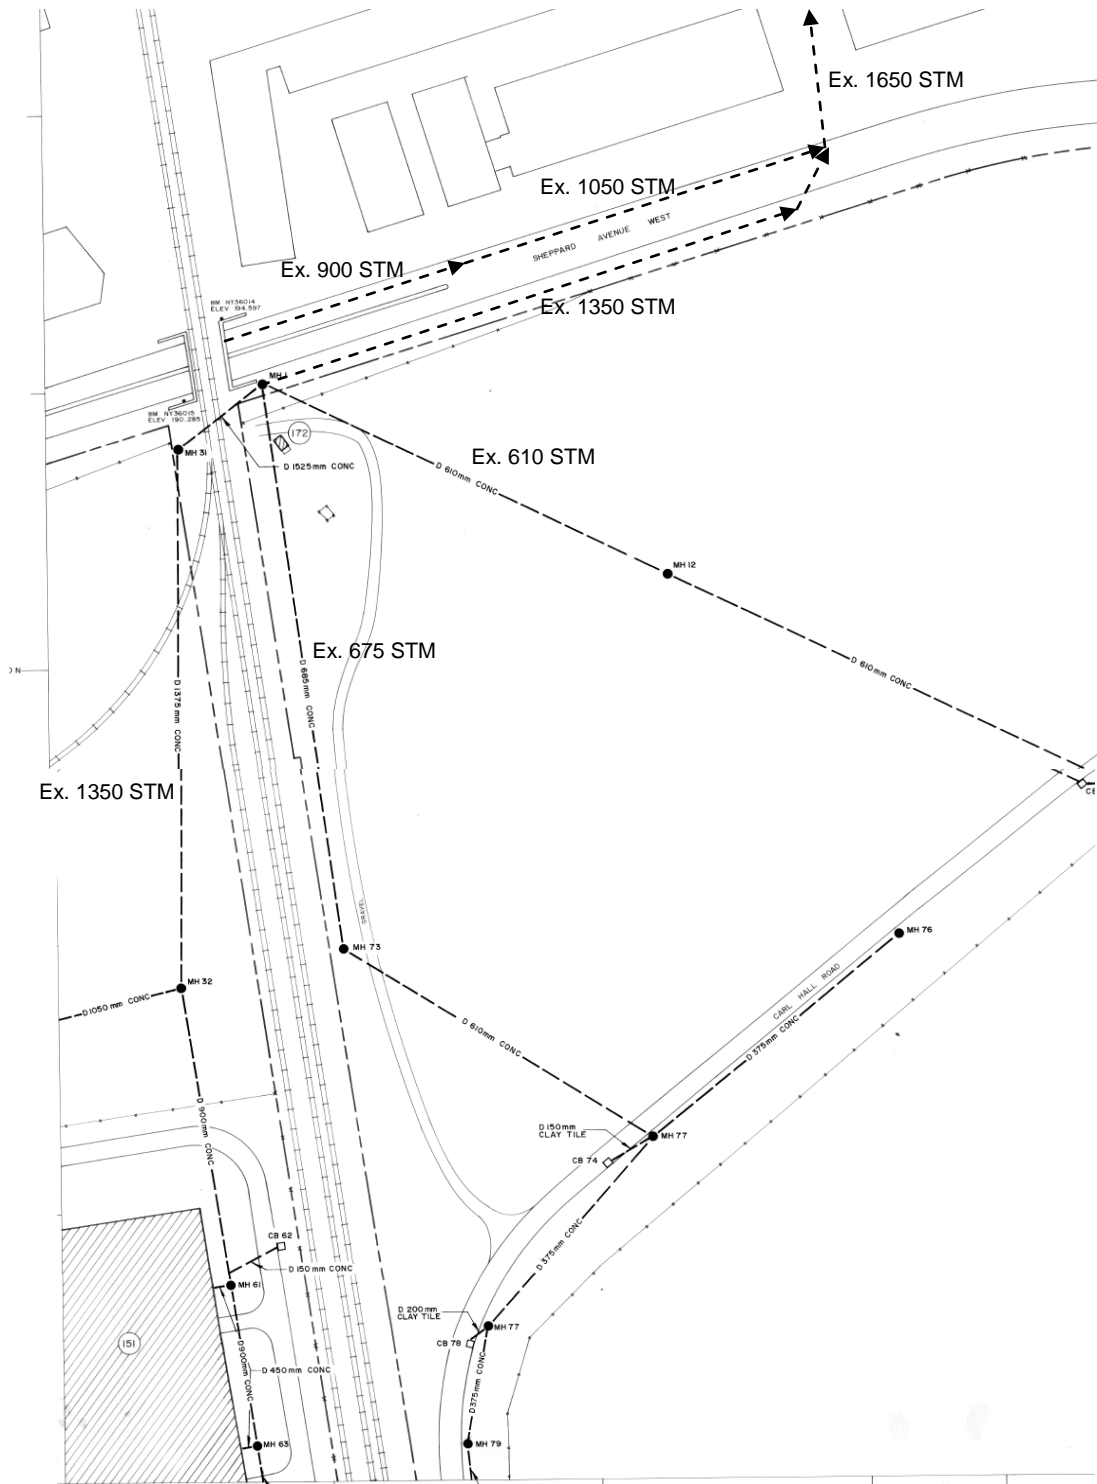 Ex. 1650 STM
Ex. 1050 STM
SHEPPARD AVENUE WEST
Ex. 900 STM
BM NY36014
ELEV 194.597
Ex. 1350 STM
MH 1
BM NY36015
ELEV 190.285
172
MH 31
D 1525mm CONC
Ex. 610 STM
D 610mm CONC
MH 12
Ex. 675 STM
D 685mm CONC
D 610mm CONC
N
D 1375mm CONC
Ex. 1350 STM
CB
GRAVEL
MH 76
MH 73
CARL HALL ROAD
MH 32
D 1050mm CONC
D 610mm CONC
D 375mm CONC
D 900mm CONC
D 150mm
CLAY TILE
MH 77
CB 74
CB 62
D 375mm CONC
D 150mm CONC
MH 61
D 200mm
CLAY TILE
MH 77
CB 78
151
D 900mm CONC
D 450mm CONC
D 375mm CONC
MH 63
MH 79